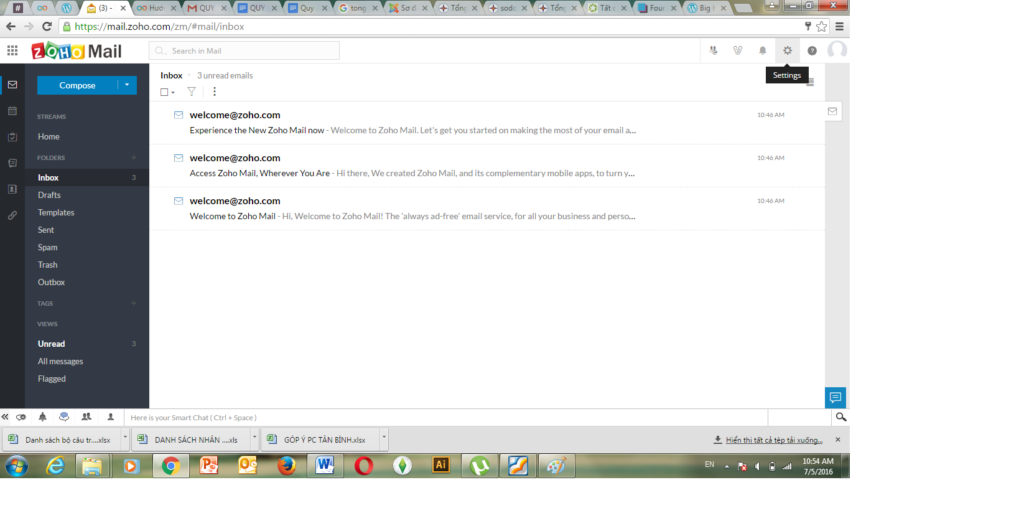 (3) -
Hướ
QUY
QUY
Quy
tong
Sơ đ
Tổn
sodo
Tổn
Tất c
Four
Big
https://mail.zoho.com/zm/#mail/inbox
ZOHO Mail
Search in Mail
Settings
Compose
Inbox 3 unread emails
STREAMS
Home
FOLDERS +
Inbox 3
Drafts
Templates
Sent
Spam
Trash
Outbox
TAGS +
VIEWS
Unread 3
All messages
Flagged
welcome@zoho.com 10:46 AM
Experience the New Zoho Mail now - Welcome to Zoho Mail. Let's get you started on making the most of your email a...
welcome@zoho.com 10:46 AM
Access Zoho Mail, Wherever You Are - Hi there, We created Zoho Mail, and its complementary mobile apps, to turn y...
welcome@zoho.com 10:46 AM
Welcome to Zoho Mail - Hi, Welcome to Zoho Mail! The 'always ad-free' email service, for all your business and perso...
Here is your Smart Chat ( Ctrl + Space )
Danh sách bộ câu tr....xlsx
DANH SÁCH NHÂN ....xls
GÓP Ý PC TÂN BÌNH.xlsx
Hiển thị tất cả tệp tải xuống...
EN
10:54 AM
7/5/2016